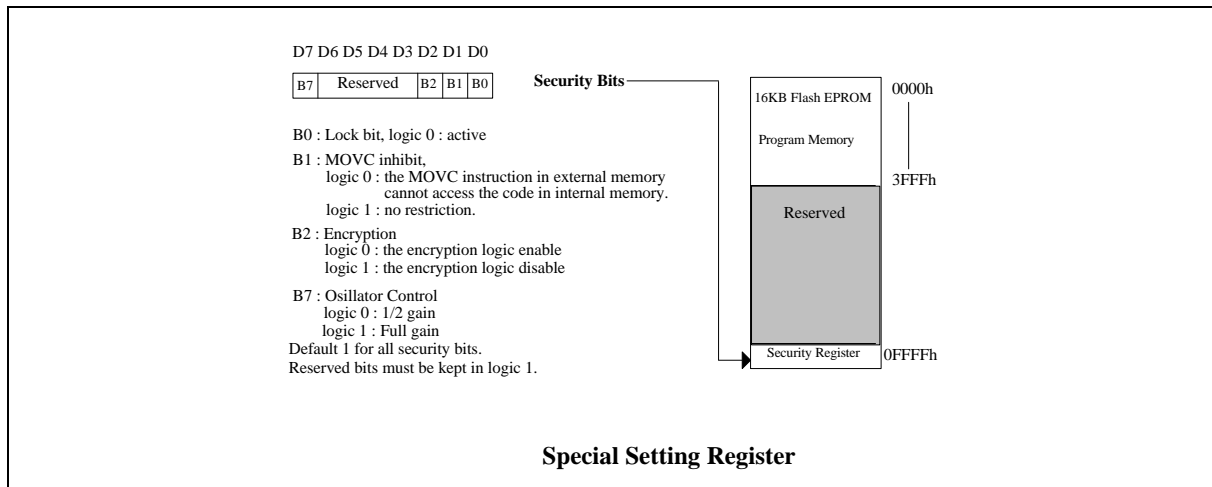 D7 D6 D5 D4 D3 D2 D1 D0
B7 Reserved B2 B1 B0
Security Bits
B0 : Lock bit, logic 0 : active
B1 : MOVC inhibit,
logic 0 : the MOVC instruction in external memory
cannot access the code in internal memory.
logic 1 : no restriction.
B2 : Encryption
logic 0 : the encryption logic enable
logic 1 : the encryption logic disable
B7 : Osillator Control
logic 0 : 1/2 gain
logic 1 : Full gain
Default 1 for all security bits.
Reserved bits must be kept in logic 1.
16KB Flash EPROM
0000h
Program Memory
3FFFh
Reserved
Security Register
0FFFFh
Special Setting Register